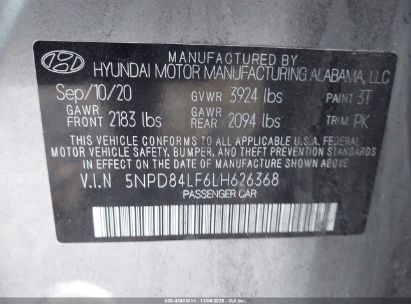 MANUFACTURED BY
HYUNDAI MOTOR MANUFACTURING ALABAMA, LLC
Sep/10/20 GVWR 3924 lbs PAINT 3T
GAWR FRONT 2183 lbs GAWR REAR 2094 lbs TRIM PK
THIS VEHICLE CONFORMS TO ALL APPLICABLE U.S.A. FEDERAL
MOTOR VEHICLE SAFETY, BUMPER, AND THEFT PREVENTION STANDARDS
IN EFFECT ON THE DATE OF MANUFACTURE SHOWN ABOVE.
V.I.N 5NPD84LF6LH626368
PASSENGER CAR